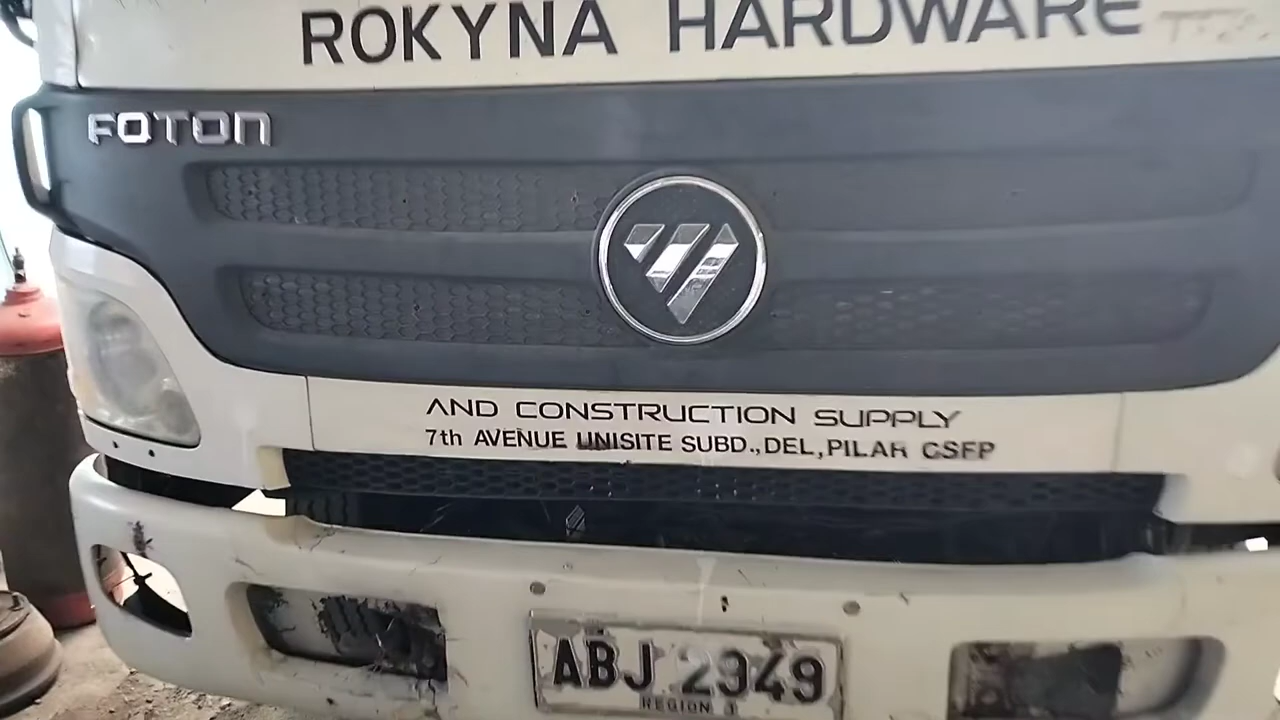 ROKYNA HARDWARE
FOTON
AND CONSTRUCTION SUPPLY
7th AVENUE UNISITE SUBD.,DEL,PILAR CSFP
ABJ 2949
REGION 3